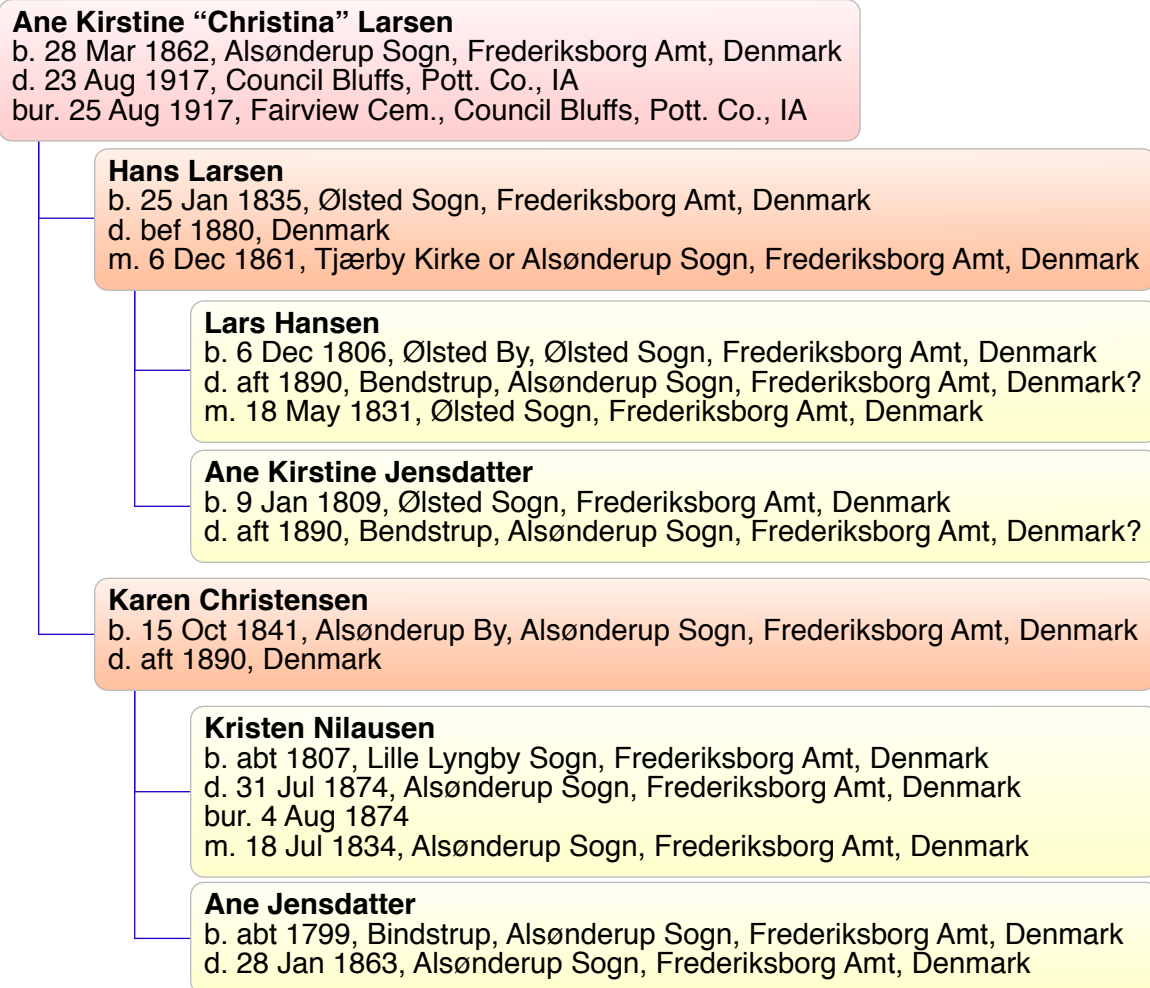 Ane Kirstine “Christina” Larsen
b. 28 Mar 1862, Alsønderup Sogn, Frederiksborg Amt, Denmark
d. 23 Aug 1917, Council Bluffs, Pott. Co., IA
bur. 25 Aug 1917, Fairview Cem., Council Bluffs, Pott. Co., IA
Hans Larsen
b. 25 Jan 1835, Ølsted Sogn, Frederiksborg Amt, Denmark
d. bef 1880, Denmark
m. 6 Dec 1861, Tjærby Kirke or Alsønderup Sogn, Frederiksborg Amt, Denmark
Lars Hansen
b. 6 Dec 1806, Ølsted By, Ølsted Sogn, Frederiksborg Amt, Denmark
d. aft 1890, Bendstrup, Alsønderup Sogn, Frederiksborg Amt, Denmark?
m. 18 May 1831, Ølsted Sogn, Frederiksborg Amt, Denmark
Ane Kirstine Jensdatter
b. 9 Jan 1809, Ølsted Sogn, Frederiksborg Amt, Denmark
d. aft 1890, Bendstrup, Alsønderup Sogn, Frederiksborg Amt, Denmark?
Karen Christensen
b. 15 Oct 1841, Alsønderup By, Alsønderup Sogn, Frederiksborg Amt, Denmark
d. aft 1890, Denmark
Kristen Nilausen
b. abt 1807, Lille Lyngby Sogn, Frederiksborg Amt, Denmark
d. 31 Jul 1874, Alsønderup Sogn, Frederiksborg Amt, Denmark
bur. 4 Aug 1874
m. 18 Jul 1834, Alsønderup Sogn, Frederiksborg Amt, Denmark
Ane Jensdatter
b. abt 1799, Bindstrup, Alsønderup Sogn, Frederiksborg Amt, Denmark
d. 28 Jan 1863, Alsønderup Sogn, Frederiksborg Amt, Denmark